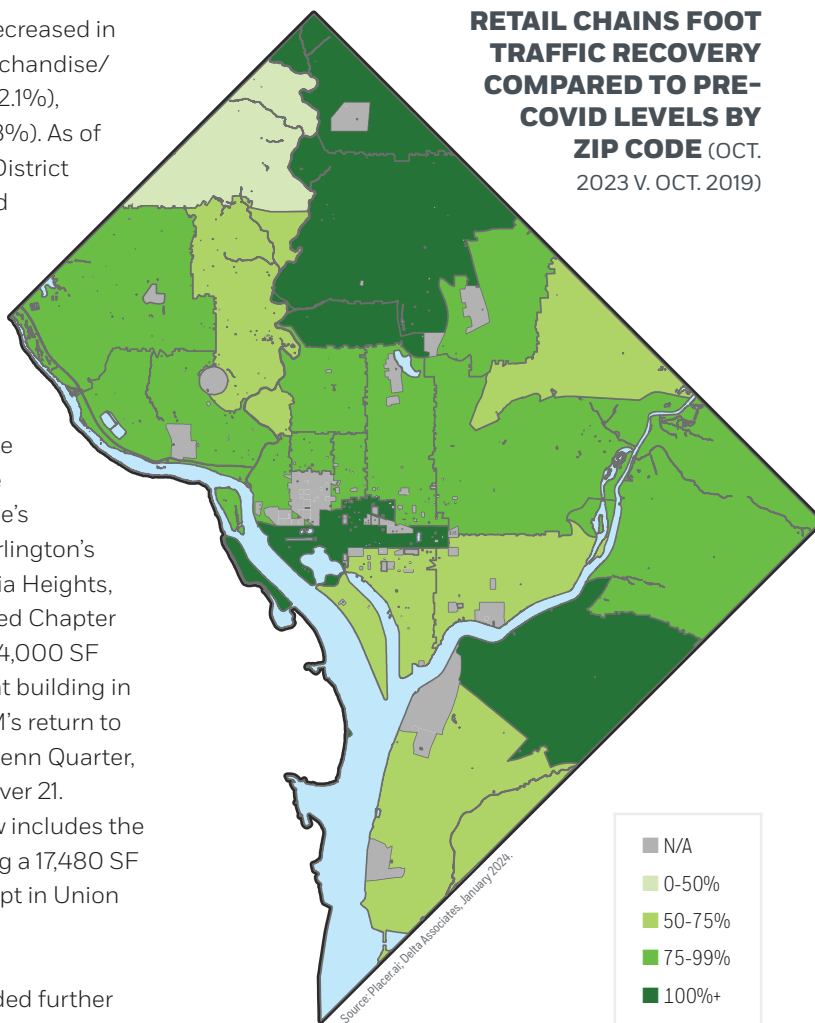 ecreased in
chandise/
2.1%),
3%). As of
District
d
e
e
e's
rlington's
ia Heights,
ed Chapter
4,000 SF
nt building in
M's return to
enn Quarter,
ver 21.
w includes the
g a 17,480 SF
pt in Union
ded further
RETAIL CHAINS FOOT
TRAFFIC RECOVERY
COMPARED TO PRE-
COVID LEVELS BY
ZIP CODE (OCT.
2023 V. OCT. 2019)
Source: Placer.ai; Delta Associates, January 2024.
N/A
0-50%
50-75%
75-99%
100%+